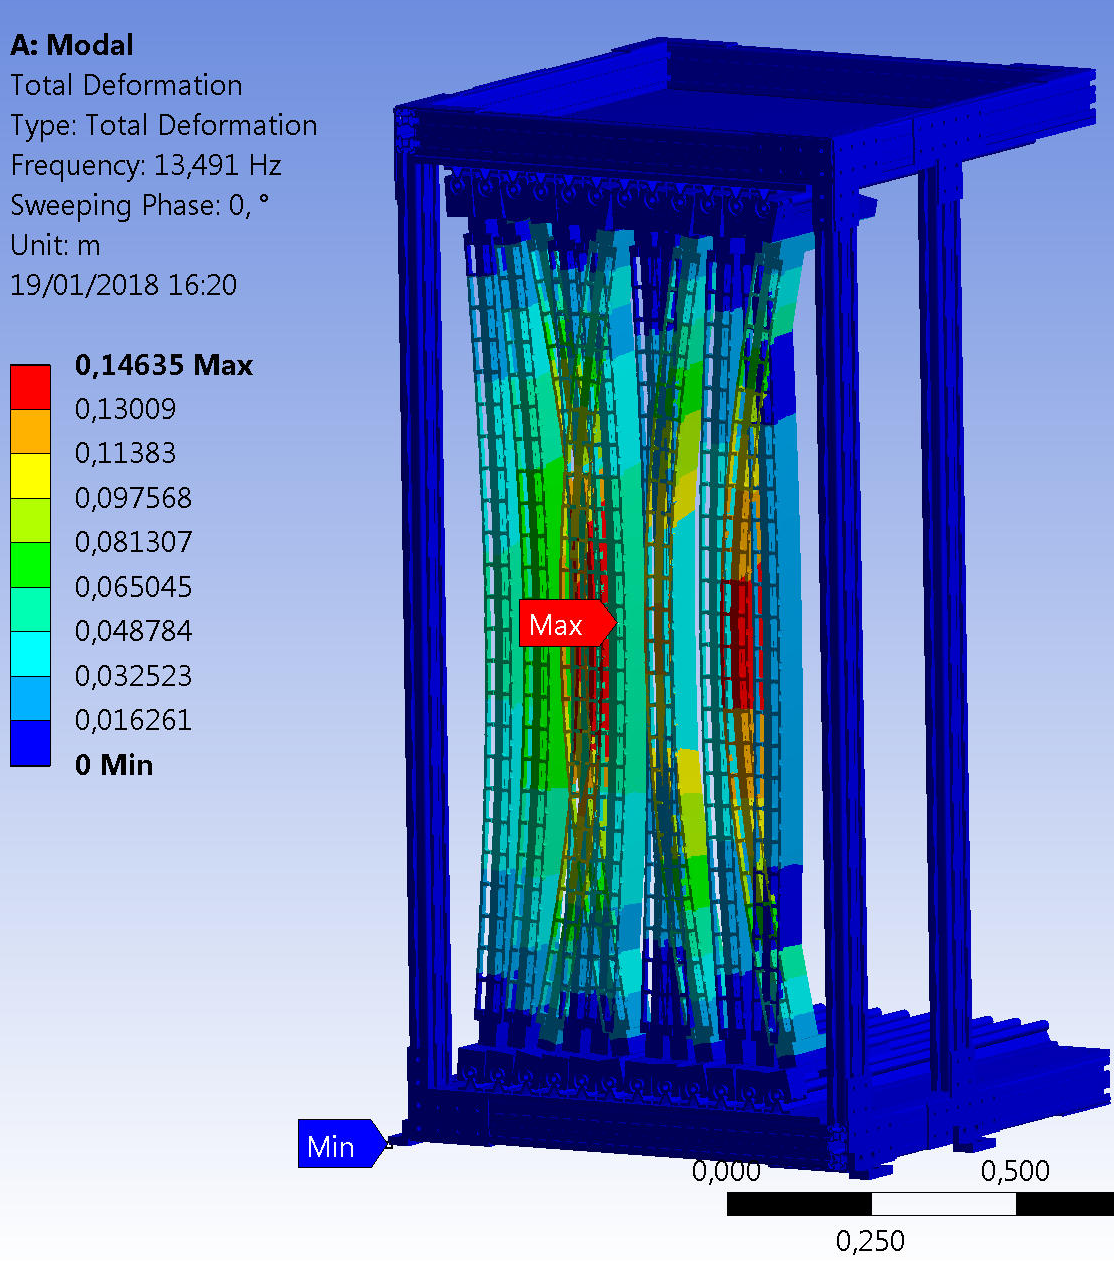 A: Modal
Total Deformation
Type: Total Deformation
Frequency: 13,491 Hz
Sweeping Phase: 0, °
Unit: m
19/01/2018 16:20
0,14635 Max
0,13009
0,11383
0,097568
0,081307
0,065045
0,048784
0,032523
0,016261
0 Min
Max
Min
0,000 0,500
0,250